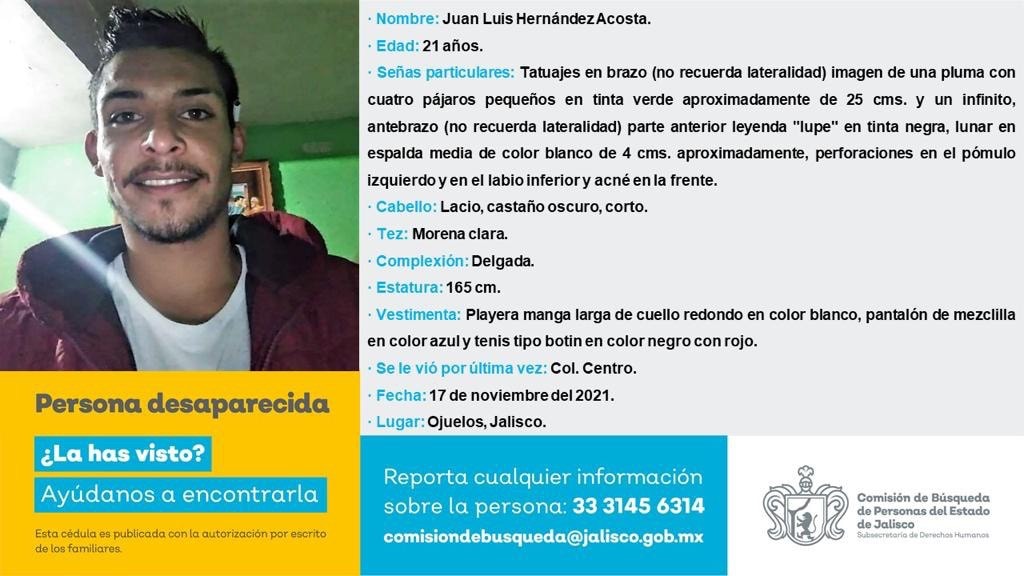 · Nombre: Juan Luis Hernández Acosta.
· Edad: 21 años.
· Señas particulares: Tatuajes en brazo (no recuerda lateralidad) imagen de una pluma con
cuatro pájaros pequeños en tinta verde aproximadamente de 25 cms. y un infinito,
antebrazo (no recuerda lateralidad) parte anterior leyenda "lupe" en tinta negra, lunar en
espalda media de color blanco de 4 cms. aproximadamente, perforaciones en el pómulo
izquierdo y en el labio inferior y acné en la frente.
· Cabello: Lacio, castaño oscuro, corto.
· Tez: Morena clara.
· Complexión: Delgada.
· Estatura: 165 cm.
· Vestimenta: Playera manga larga de cuello redondo en color blanco, pantalón de mezclilla
en color azul y tenis tipo botin en color negro con rojo.
· Se le vió por última vez: Col. Centro.
· Fecha: 17 de noviembre del 2021.
· Lugar: Ojuelos, Jalisco.
Persona desaparecida
¿La has visto?
Ayúdanos a encontrarla
Esta cédula es publicada con la autorización por escrito
de los familiares.
Reporta cualquier información
sobre la persona: 33 3145 6314
comisiondebusqueda@jalisco.gob.mx
Comisión de Búsqueda
de Personas del Estado
de Jalisco
Subsecretaría de Derechos Humanos